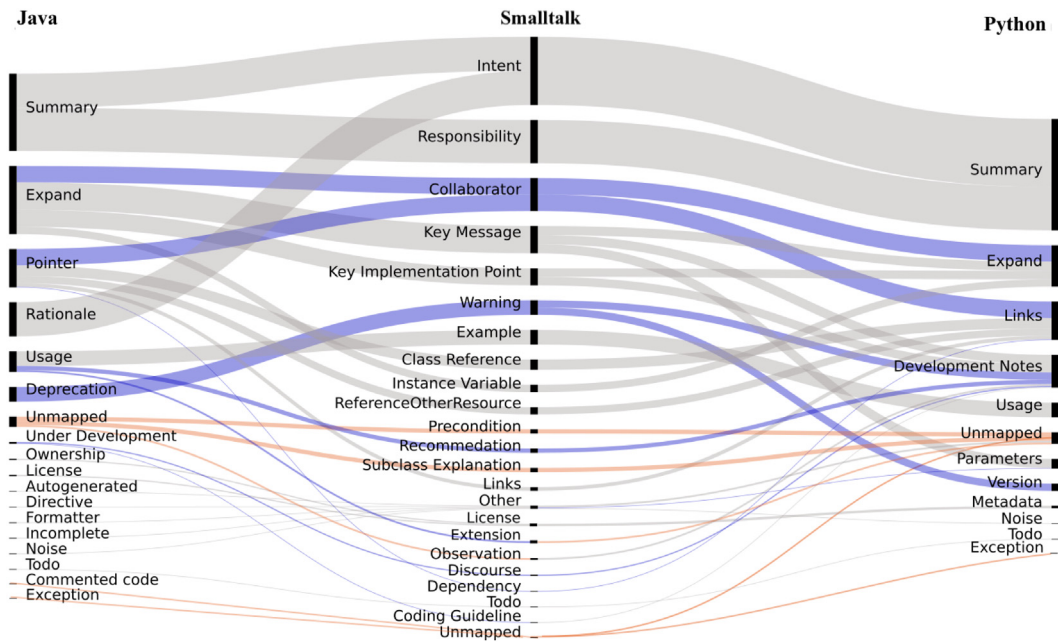 Java
Smalltalk
Python
Summary
Expand
Pointer
Rationale
Usage
Deprecation
Unmapped
Under Development
Ownership
License
Autogenerated
Directive
Formatter
Incomplete
Noise
Todo
Commented code
Exception
Intent
Responsibility
Collaborator
Key Message
Key Implementation Point
Warning
Example
Class Reference
Instance Variable
ReferenceOtherResource
Precondition
Recommedation
Subclass Explanation
Links
Other
License
Extension
Observation
Discourse
Dependency
Todo
Coding Guideline
Unmapped
Summary
Expand
Links
Development Notes
Usage
Unmapped
Parameters
Version
Metadata
Noise
Todo
Exception